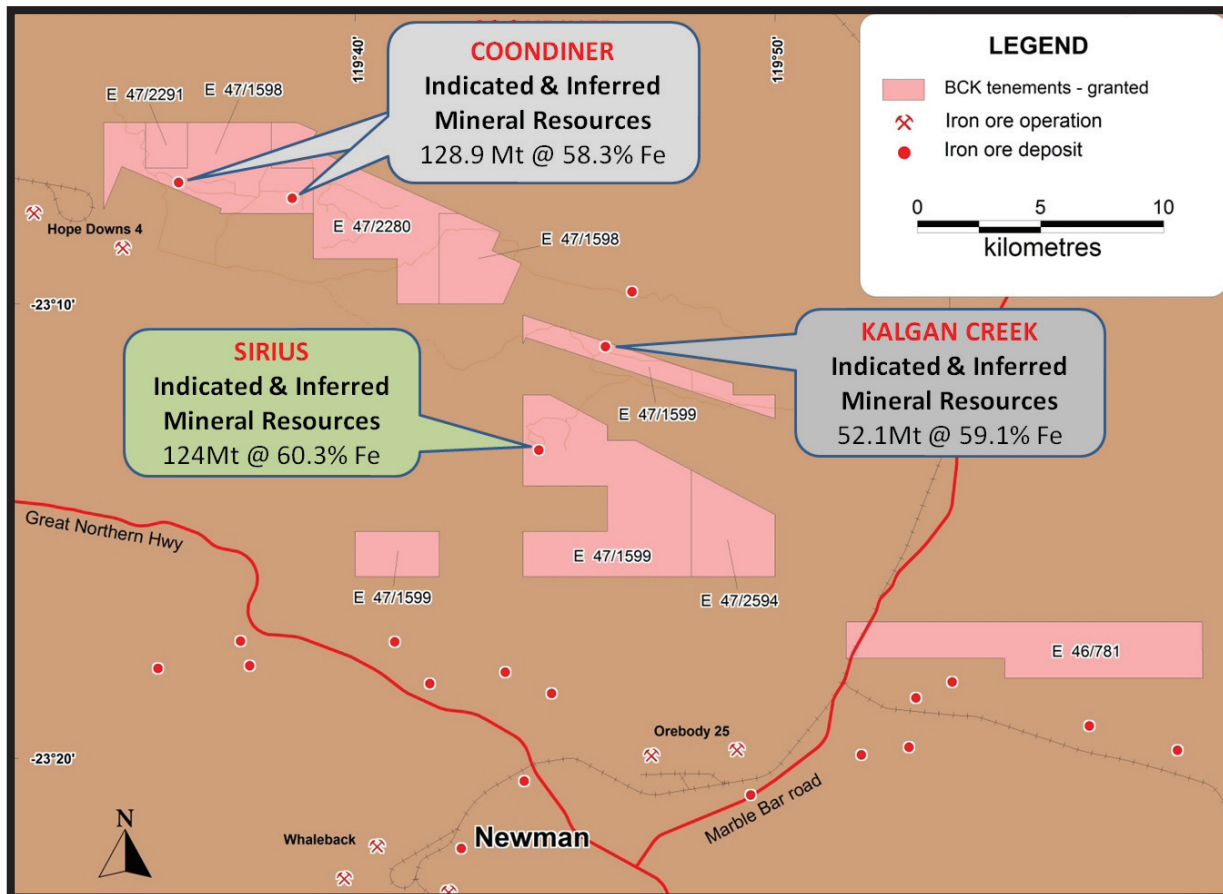 119°40'
119°50'
COONDINER
Indicated & Inferred
Mineral Resources
128.9 Mt @ 58.3% Fe
LEGEND
BCK tenements - granted
Iron ore operation
Iron ore deposit
0 5 10
kilometres
E 47/2291
E 47/1598
Hope Downs 4
E 47/2280
E 47/1598
-23°10'
SIRIUS
Indicated & Inferred
Mineral Resources
124Mt @ 60.3% Fe
KALGAN CREEK
Indicated & Inferred
Mineral Resources
52.1Mt @ 59.1% Fe
E 47/1599
Great Northern Hwy
E 47/1599
E 47/1599
E 47/2594
E 46/781
Orebody 25
-23°20'
Marble Bar road
N
Whaleback
Newman